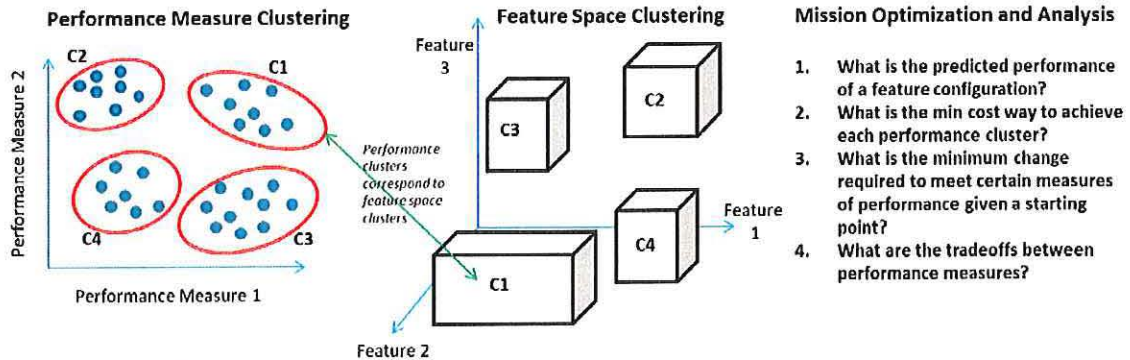 Performance Measure Clustering
C2
C1
Performance Measure 2
C4
C3
Performance Measure 1
Performance
clusters
correspond to
feature space
clusters
Feature Space Clustering
Feature
3
C3
C2
Feature
1
C4
C1
Feature 2
Mission Optimization and Analysis
1. What is the predicted performance
of a feature configuration?
2. What is the min cost way to achieve
each performance cluster?
3. What is the minimum change
required to meet certain measures
of performance given a starting
point?
4. What are the tradeoffs between
performance measures?